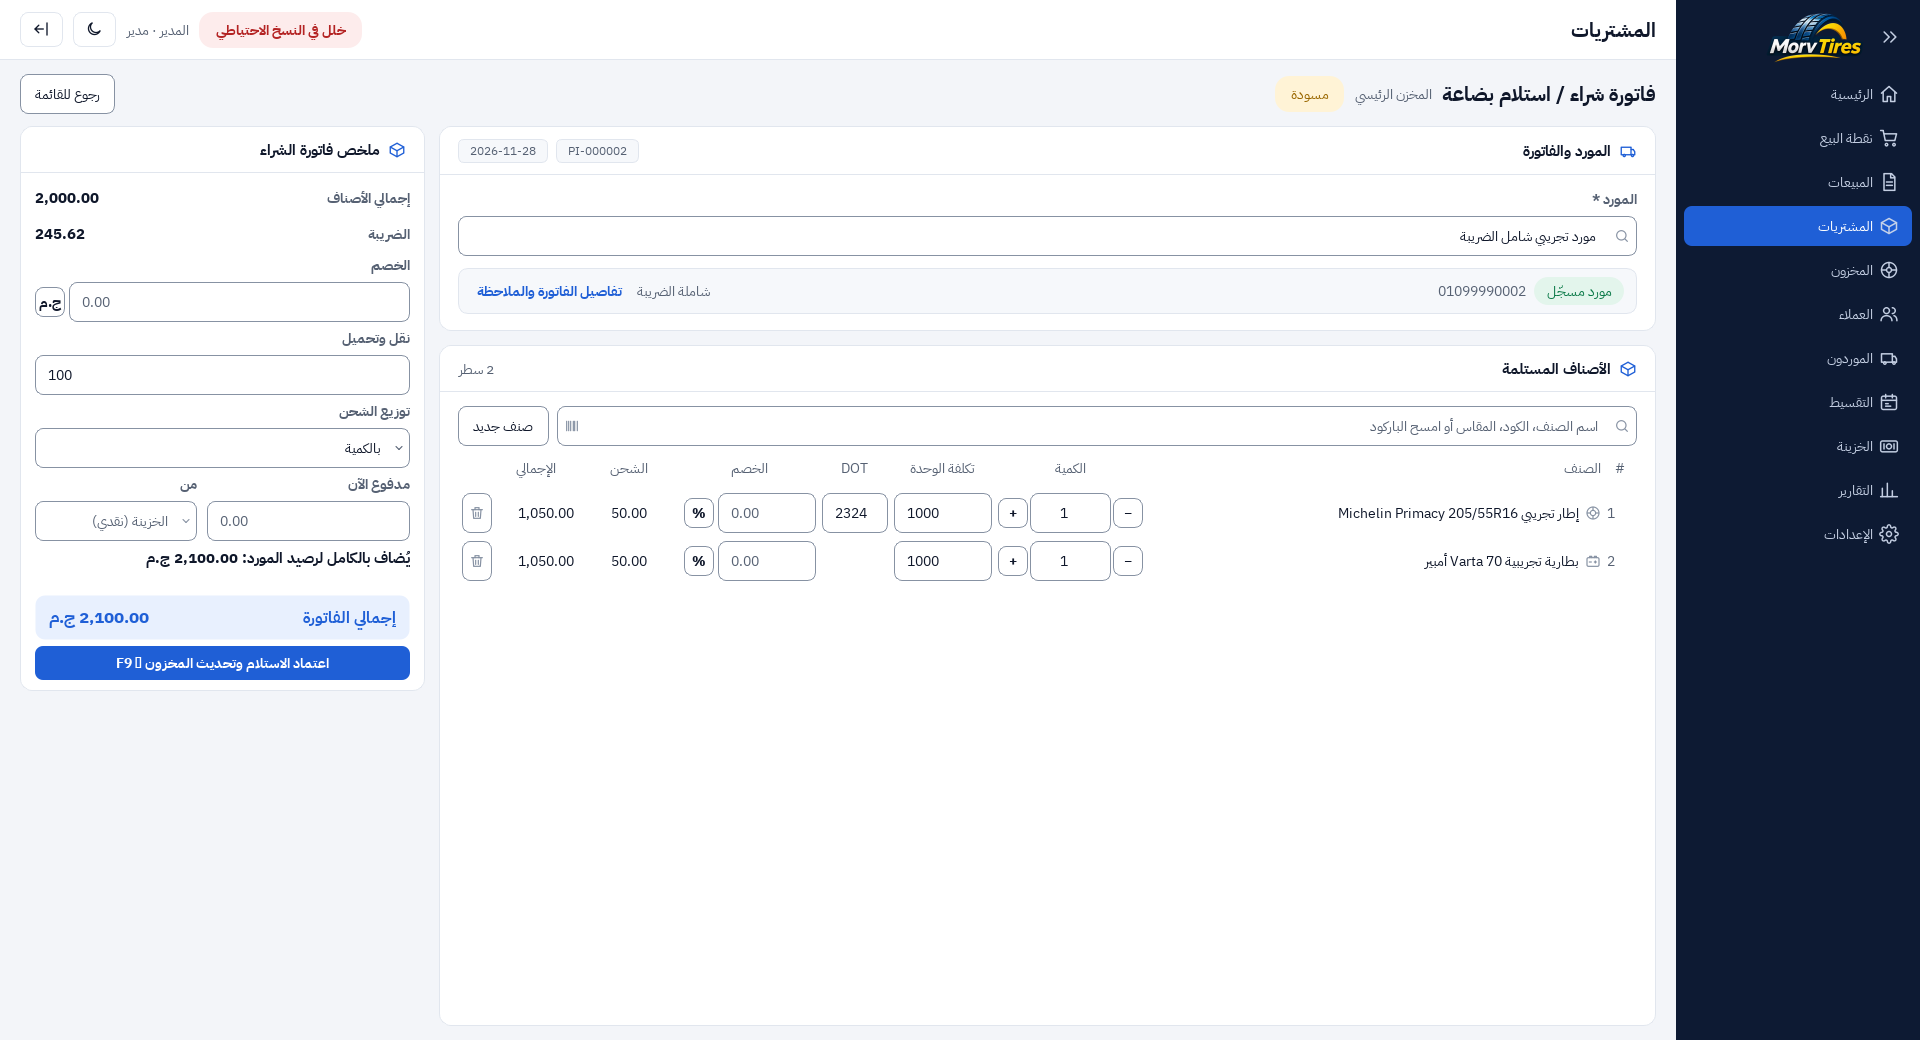 MorvTires
الرئيسية
نقطة البيع
المبيعات
المشتريات
المخزون
العملاء
الموردون
التقسيط
الخزينة
التقارير
الإعدادات
المشتريات
خلل في النسخ الاحتياطي
المدير · مدير
فاتورة شراء / استلام بضاعة
المخزن الرئيسي
مسودة
رجوع للقائمة
المورد والفاتورة
PI-000002
2026-11-28
المورد *
مورد تجريبي شامل الضريبة
مورد مسجّل
01099990002
شاملة الضريبة
تفاصيل الفاتورة والملاحظة
الأصناف المستلمة
2 سطر
اسم الصنف، الكود، المقاس أو امسح الباركود
صنف جديد
# الصنف الكمية تكلفة الوحدة DOT الخصم الشحن الإجمالي
1 إطار تجريبي Michelin Primacy 205/55R16 − 1 + 1000 2324 0.00 % 50.00 1,050.00
2 بطارية تجريبية Varta 70 أمبير − 1 + 1000 0.00 % 50.00 1,050.00
ملخص فاتورة الشراء
إجمالي الأصناف 2,000.00
الضريبة 245.62
الخصم
0.00 ج.م
نقل وتحميل
100
توزيع الشحن
بالكمية
مدفوع الآن من
0.00 الخزينة (نقدي)
يُضاف بالكامل لرصيد المورد: 2,100.00 ج.م
إجمالي الفاتورة 2,100.00 ج.م
اعتماد الاستلام وتحديث المخزون F9